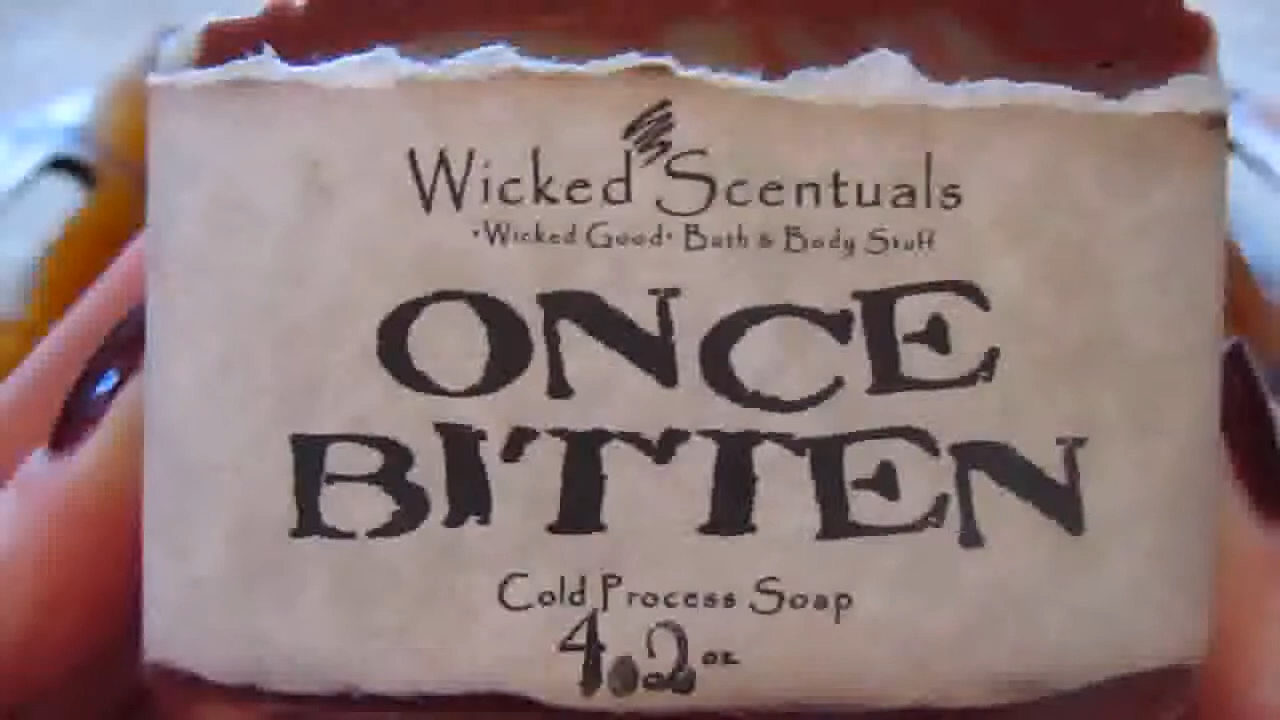 Wicked Scentuals
•Wicked Good• Bath & Body Stuff
ONCE
BITTEN
Cold Process Soap
4.2 oz